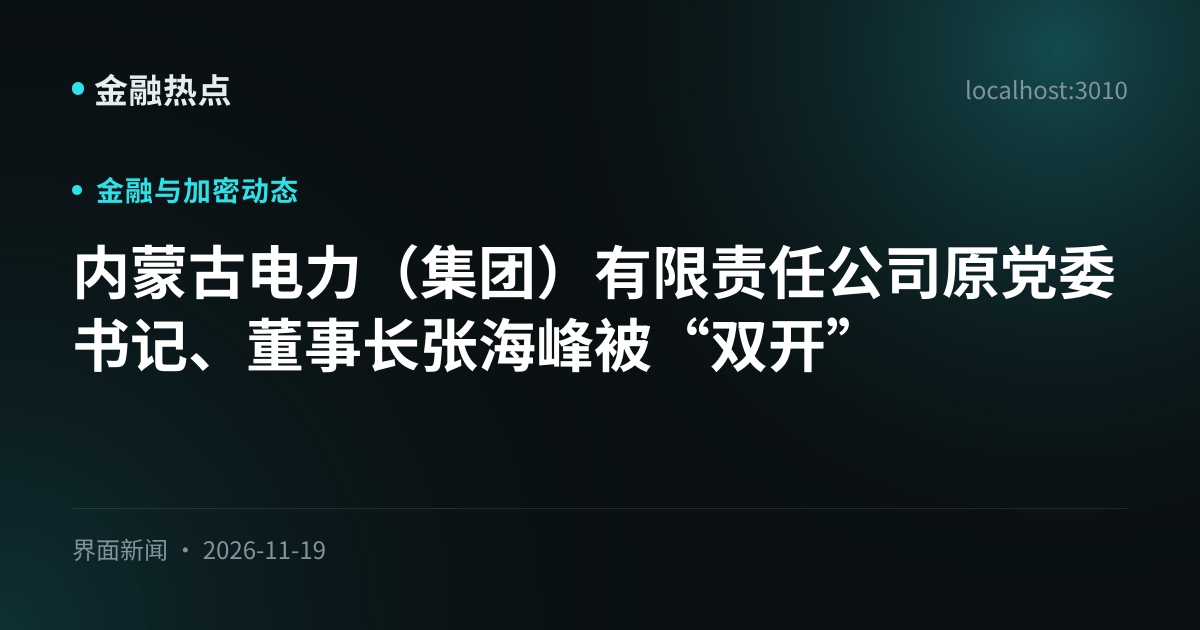 金融热点
localhost:3010
金融与加密动态
内蒙古电力（集团）有限责任公司原党委
书记、董事长张海峰被“双开”
界面新闻 · 2026-11-19